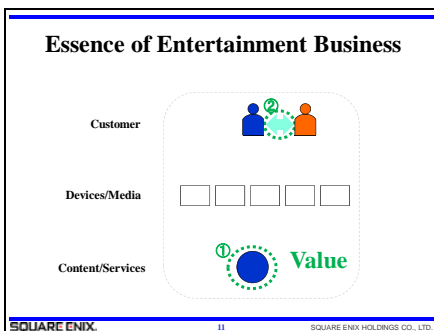 Essence of Entertainment Business
②
Customer
Devices/Media
①
Value
Content/Services
SQUARE ENIX.
11
SQUARE ENIX HOLDINGS CO., LTD.